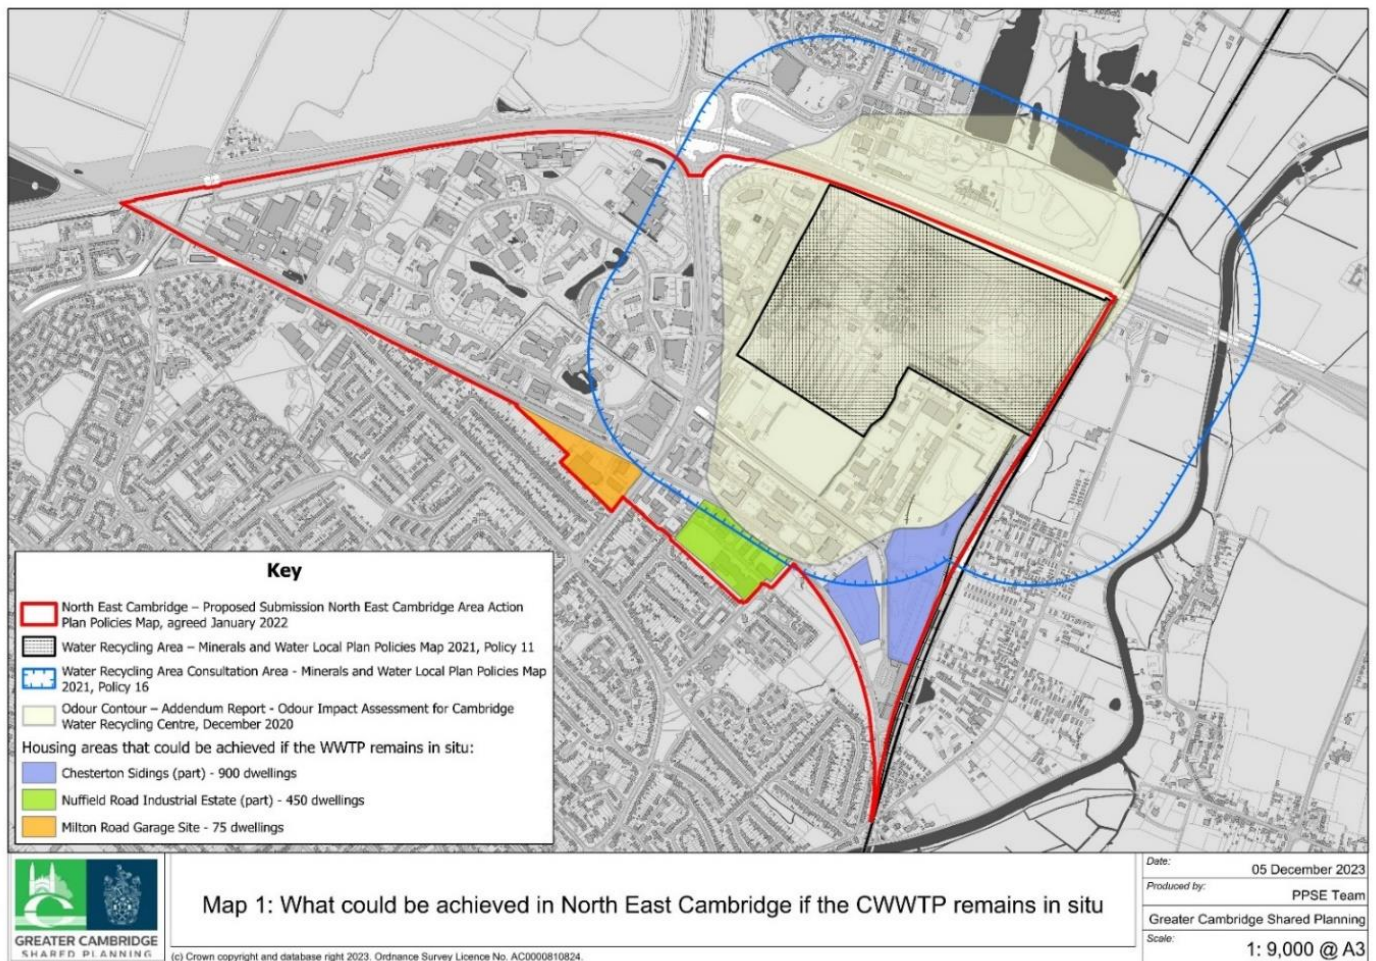 Key
North East Cambridge – Proposed Submission North East Cambridge Area Action
Plan Policies Map, agreed January 2022
Water Recycling Area – Minerals and Water Local Plan Policies Map 2021, Policy 11
Water Recycling Area Consultation Area - Minerals and Water Local Plan Policies Map
2021, Policy 16
Odour Contour – Addendum Report - Odour Impact Assessment for Cambridge
Water Recycling Centre, December 2020
Housing areas that could be achieved if the WWTP remains in situ:
Chesterton Sidings (part) - 900 dwellings
Nuffield Road Industrial Estate (part) - 450 dwellings
Milton Road Garage Site - 75 dwellings
GREATER CAMBRIDGE
SHARED PLANNING
Map 1: What could be achieved in North East Cambridge if the CWWTP remains in situ
(c) Crown copyright and database right 2023. Ordnance Survey Licence No. AC0000810824.
Date:
05 December 2023
Produced by:
PPSE Team
Greater Cambridge Shared Planning
Scale:
1: 9,000 @ A3